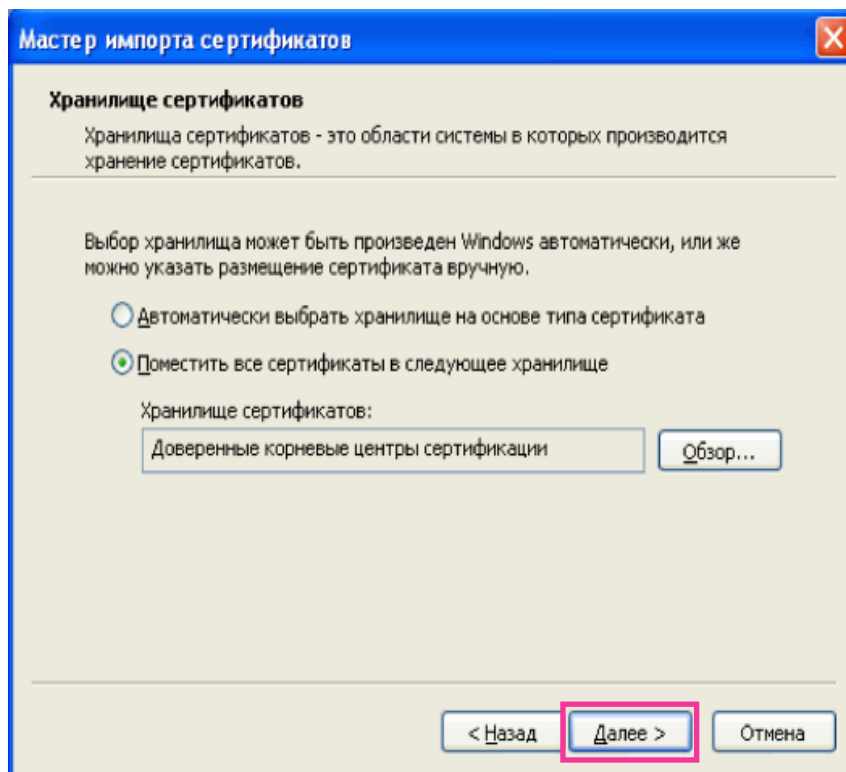 Мастер импорта сертификатов
Хранилище сертификатов
Хранилища сертификатов - это области системы в которых производится
хранение сертификатов.
Выбор хранилища может быть произведен Windows автоматически, или же
можно указать размещение сертификата вручную.
Автоматически выбрать хранилище на основе типа сертификата
Поместить все сертификаты в следующее хранилище
Хранилище сертификатов:
Доверенные корневые центры сертификации
Обзор...
< Назад
Далее >
Отмена